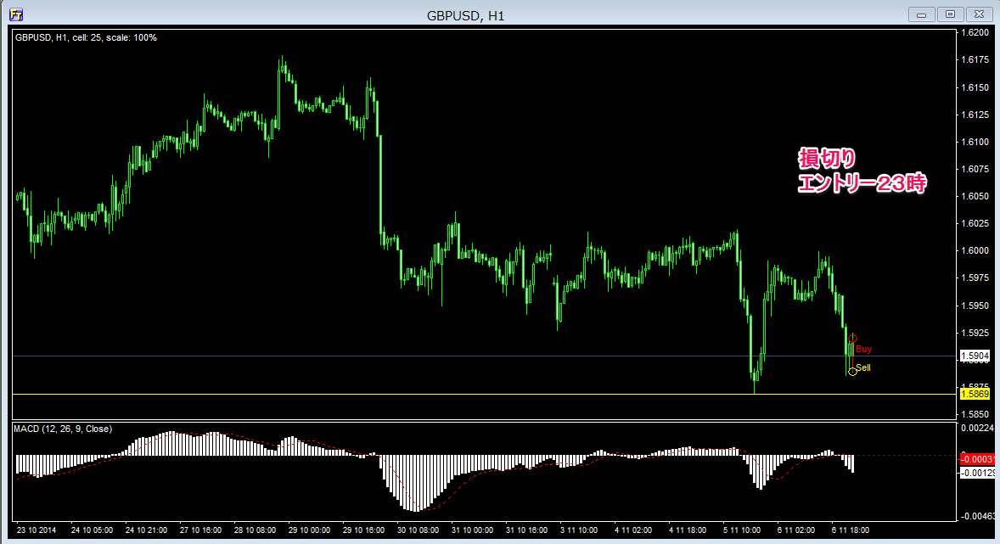 FT
GBPUSD, H1
GBPUSD, H1, cell: 25, scale: 100%
1.6200
1.6175
1.6150
1.6125
1.6100
1.6075
1.6050
1.6025
1.6000
1.5975
1.5950
1.5925
1.5904
1.5875
1.5869
1.5850
損切り
エントリー23時
Buy
Sell
MACD (12, 26, 9, Close)
0.00224
-0.00031
-0.00129
-0.00463
23 10 2014
24 10 05:00
24 10 21:00
27 10 16:00
28 10 08:00
29 10 00:00
29 10 16:00
30 10 08:00
31 10 00:00
31 10 16:00
3 11 10:00
4 11 02:00
4 11 18:00
5 11 10:00
6 11 02:00
6 11 18:00